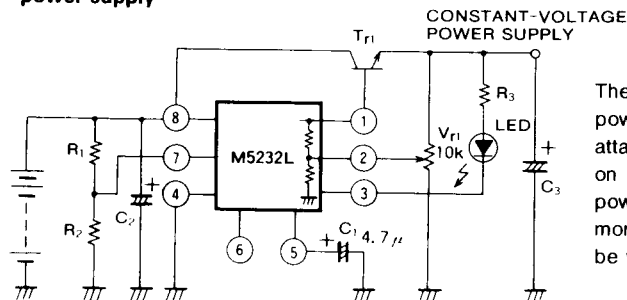 power supply
CONSTANT-VOLTAGE
POWER SUPPLY
Tr1
R3
LED
Vr1
10k
C3
+
8
7
4
M5232L
1
2
3
6
5
R1
R2
C2
+
+
C1 4.7μ
The
pow
atta
on
pow
mor
be